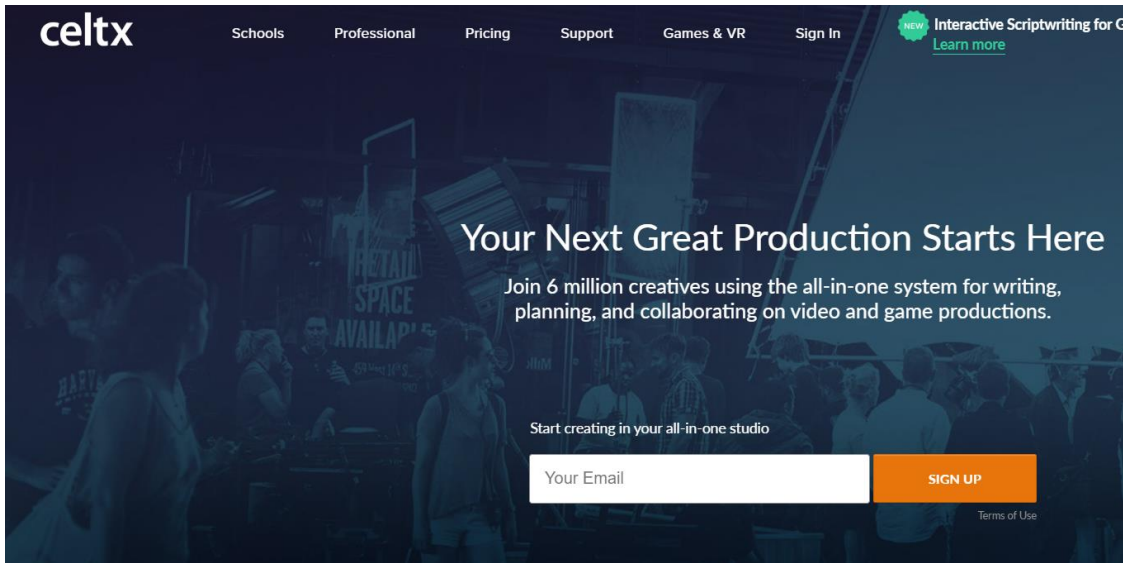 celtx
Schools
Professional
Pricing
Support
Games & VR
Sign In
NEW
Interactive Scriptwriting for G
Learn more
RETAIL
SPACE
AVAILABLE
HARVA
Your Next Great Production Starts Here
Join 6 million creatives using the all-in-one system for writing,
planning, and collaborating on video and game productions.
Start creating in your all-in-one studio
Your Email
SIGN UP
Terms of Use